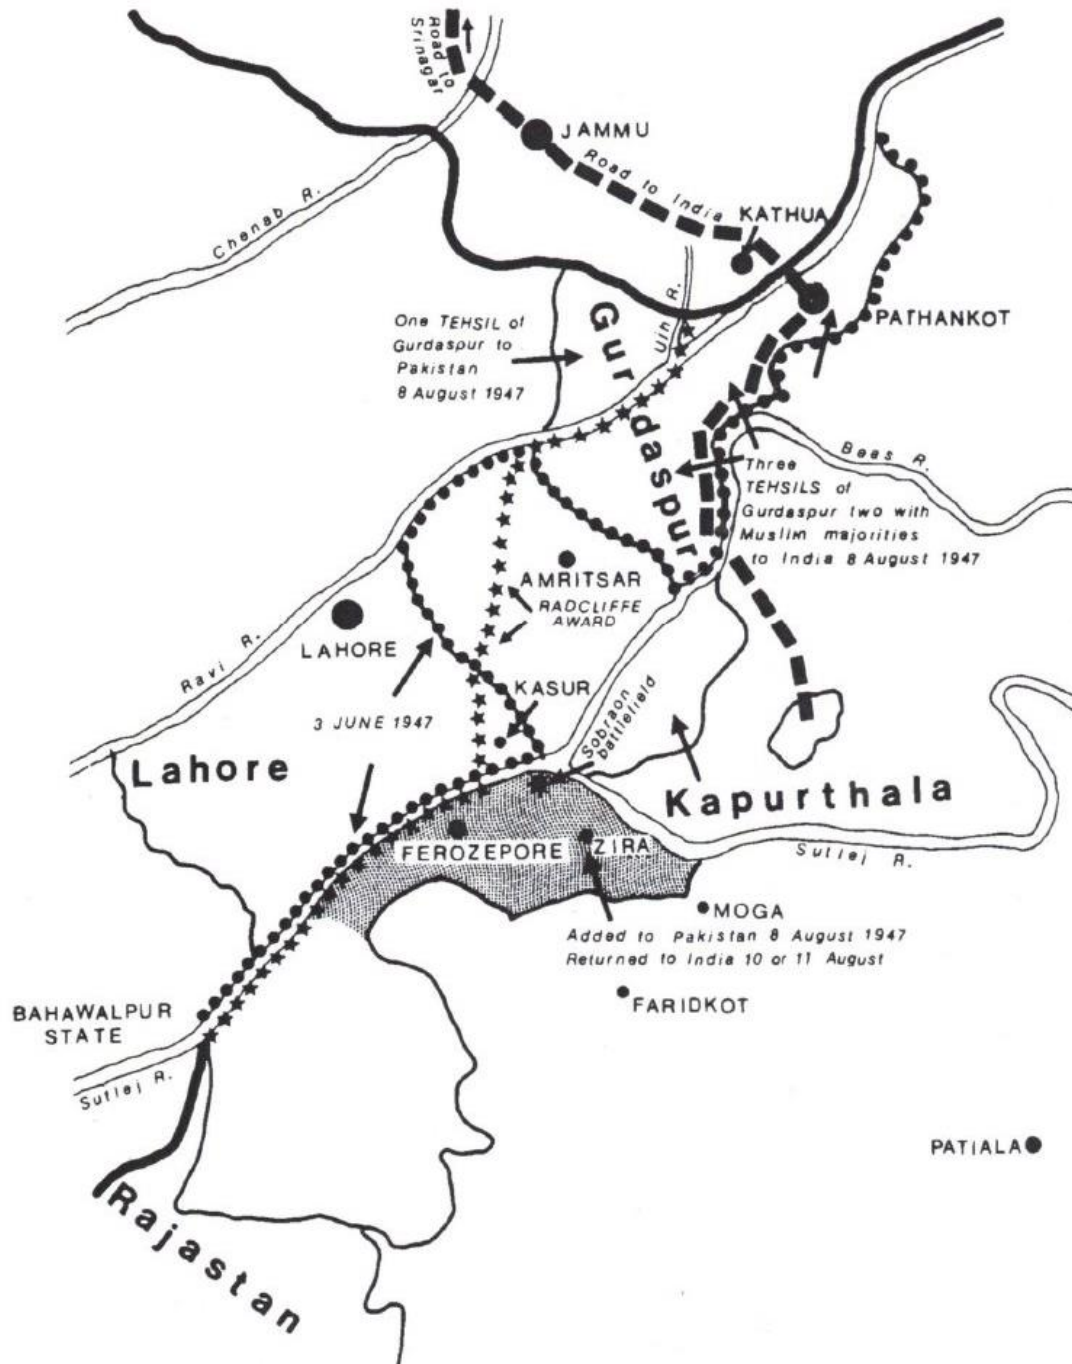 Road to
Srinagar
JAMMU
Road to India
Chenab R.
KATHUA
Ujh R.
Gurdaspur
One TEHSIL of
Gurdaspur to
Pakistan
8 August 1947
PATHANKOT
Beas R.
Three
TEHSILS of
Gurdaspur two with
Muslim majorities
to India 8 August 1947
AMRITSAR
RADCLIFFE
AWARD
LAHORE
Ravi R.
KASUR
3 JUNE 1947
Sobraon
battlefield
Lahore
Kapurthala
FEROZEPORE
ZIRA
Sutlej R.
MOGA
Added to Pakistan 8 August 1947
Returned to India 10 or 11 August
FARIDKOT
BAHAWALPUR
STATE
Sutlej R.
PATIALA
Rajastan